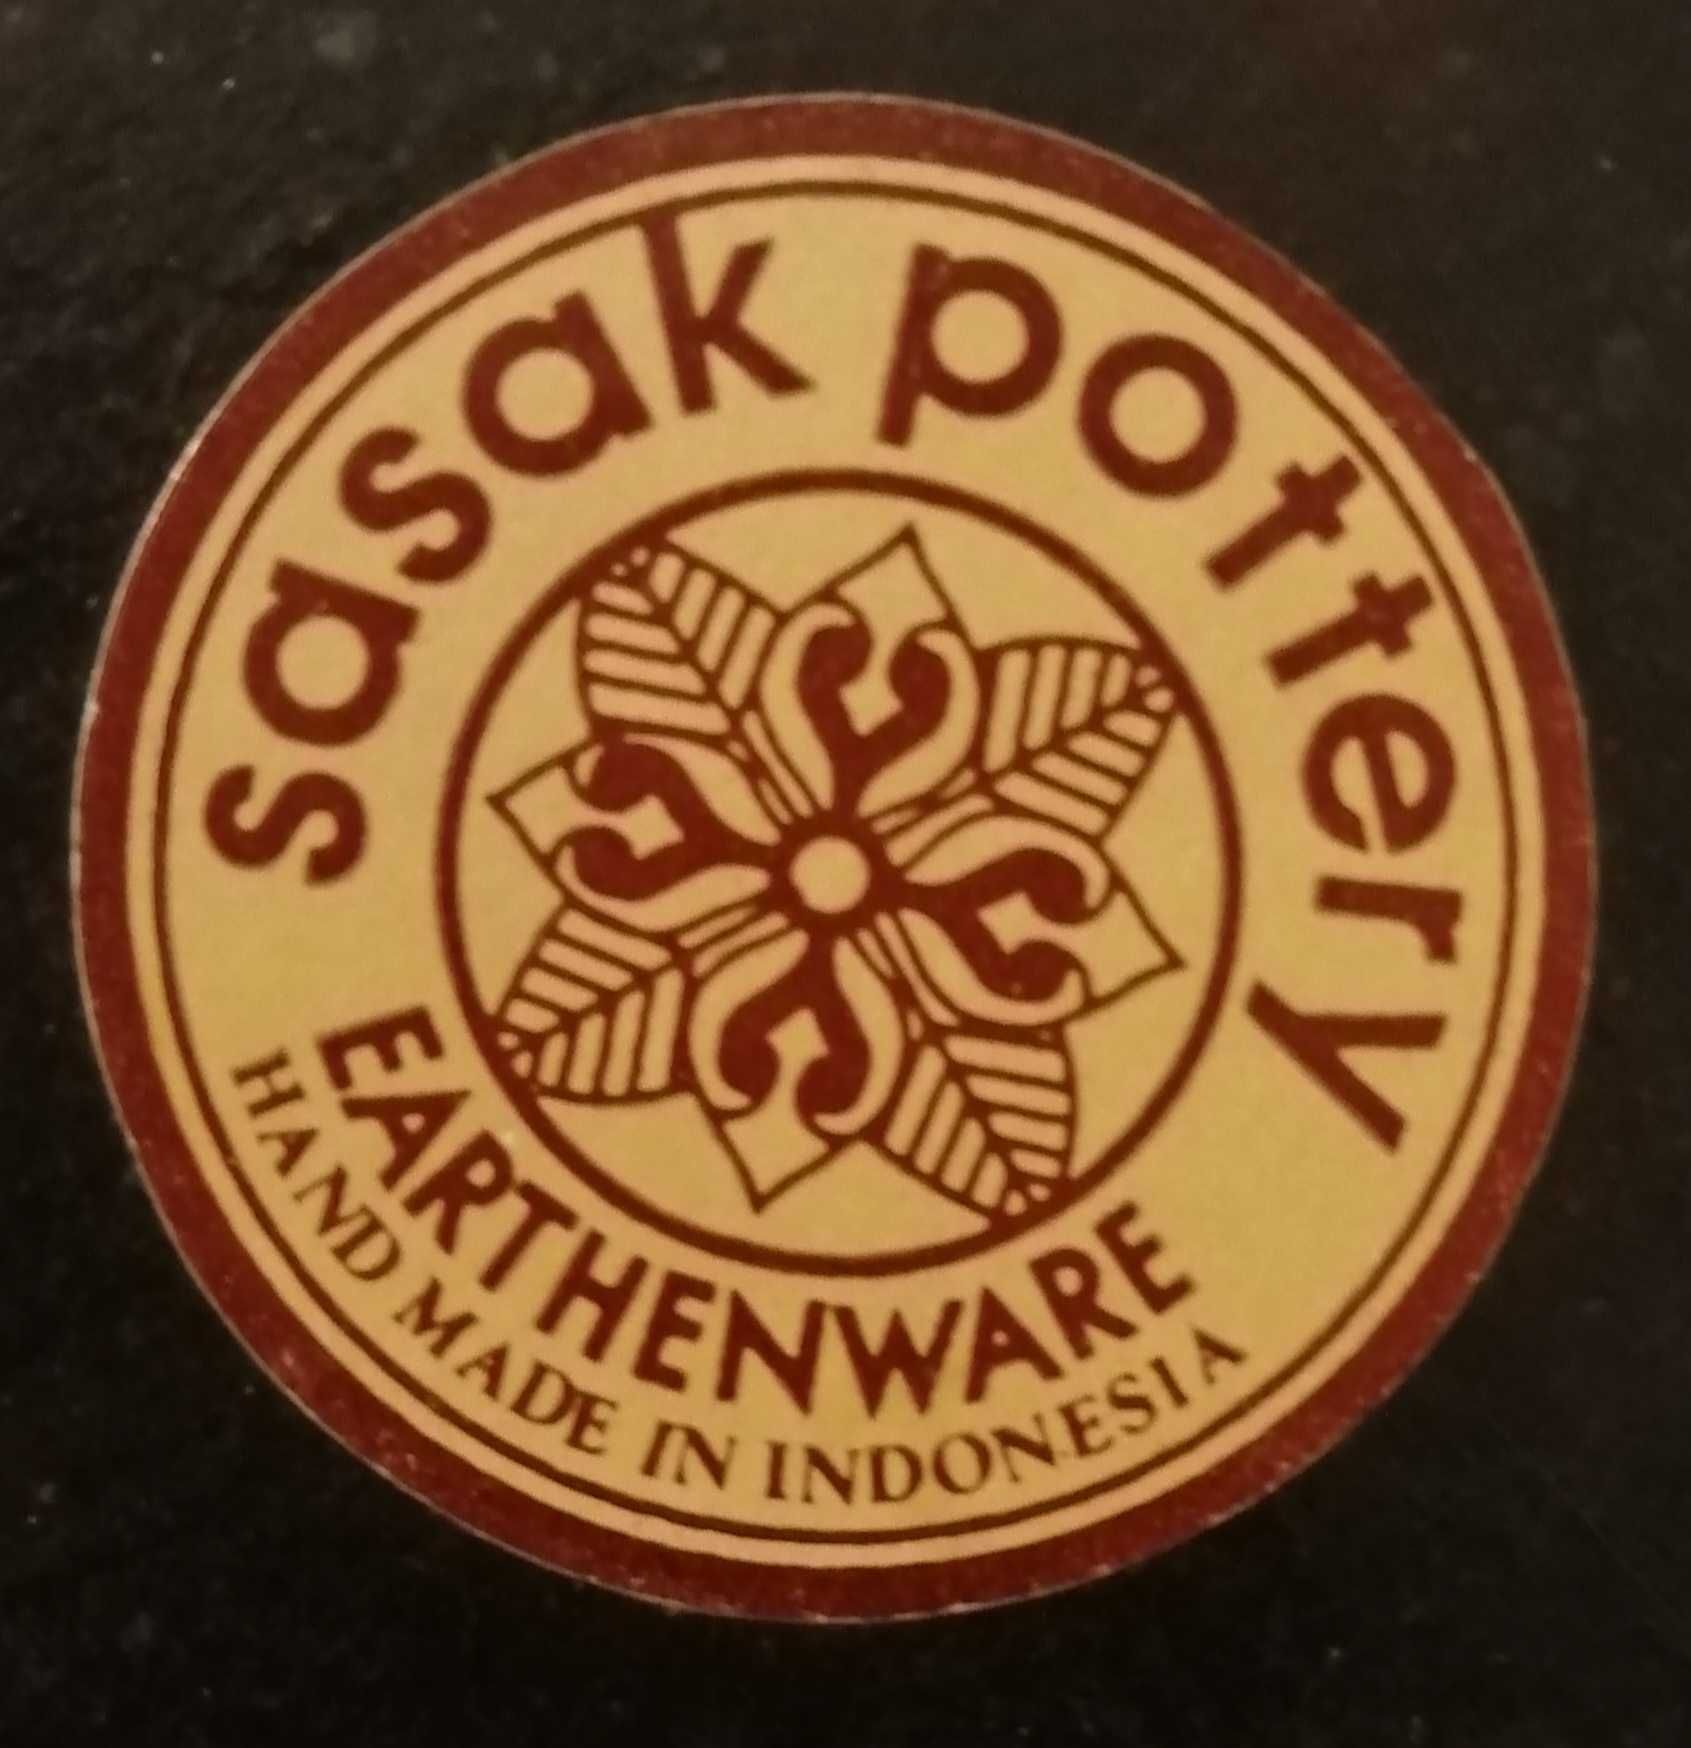 sasak pottery
EARTHENWARE
HAND MADE IN INDONESIA